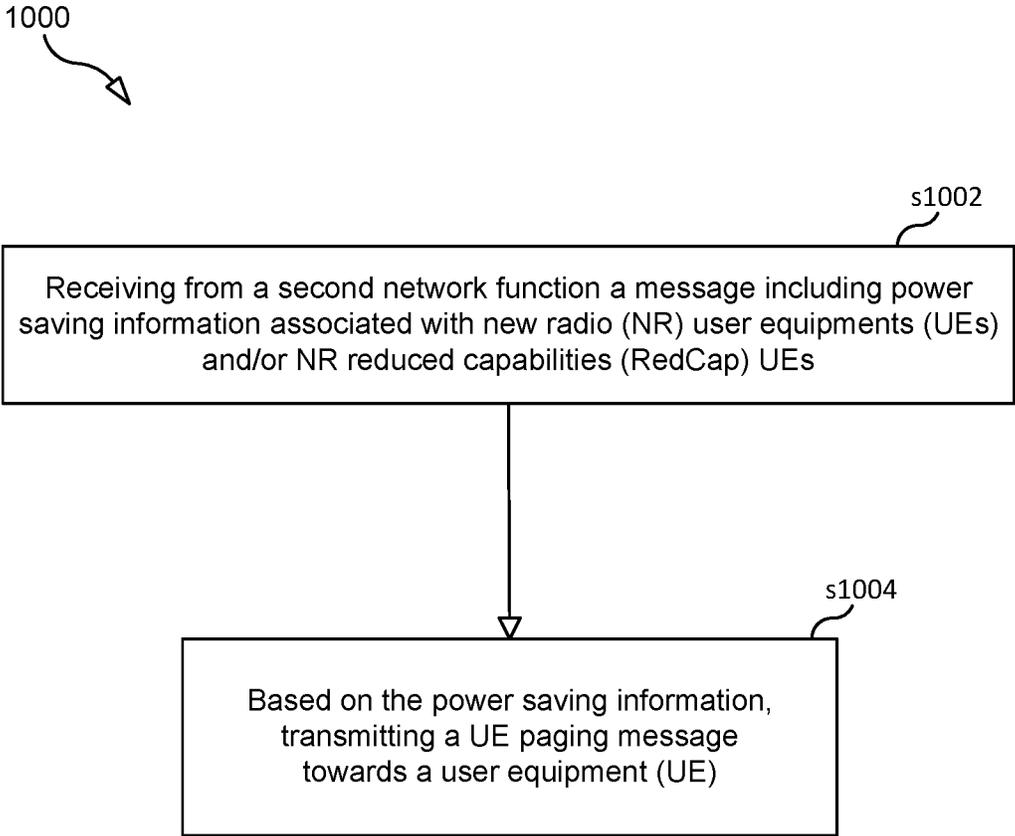 1000
s1002
Receiving from a second network function a message including power
saving information associated with new radio (NR) user equipments (UEs)
and/or NR reduced capabilities (RedCap) UEs
s1004
Based on the power saving information,
transmitting a UE paging message
towards a user equipment (UE)